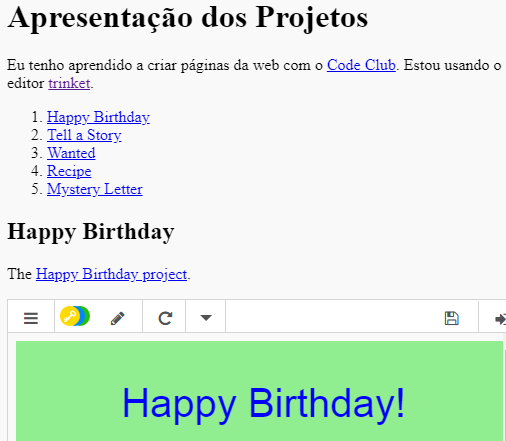 Apresentação dos Projetos
Eu tenho aprendido a criar páginas da web com o Code Club. Estou usando o
editor trinket.
1. Happy Birthday
2. Tell a Story
3. Wanted
4. Recipe
5. Mystery Letter
Happy Birthday
The Happy Birthday project.
Happy Birthday!